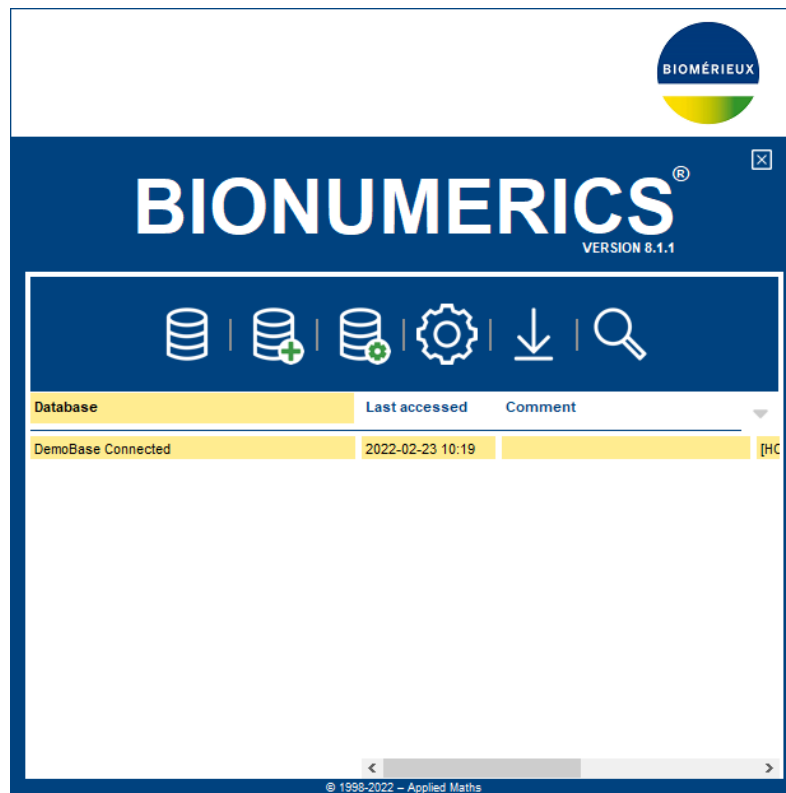 BIOMÉRIEUX
BIONUMERICS®
VERSION 8.1.1
Database Last accessed Comment
DemoBase Connected 2022-02-23 10:19 [HO
© 1998-2022 – Applied Maths